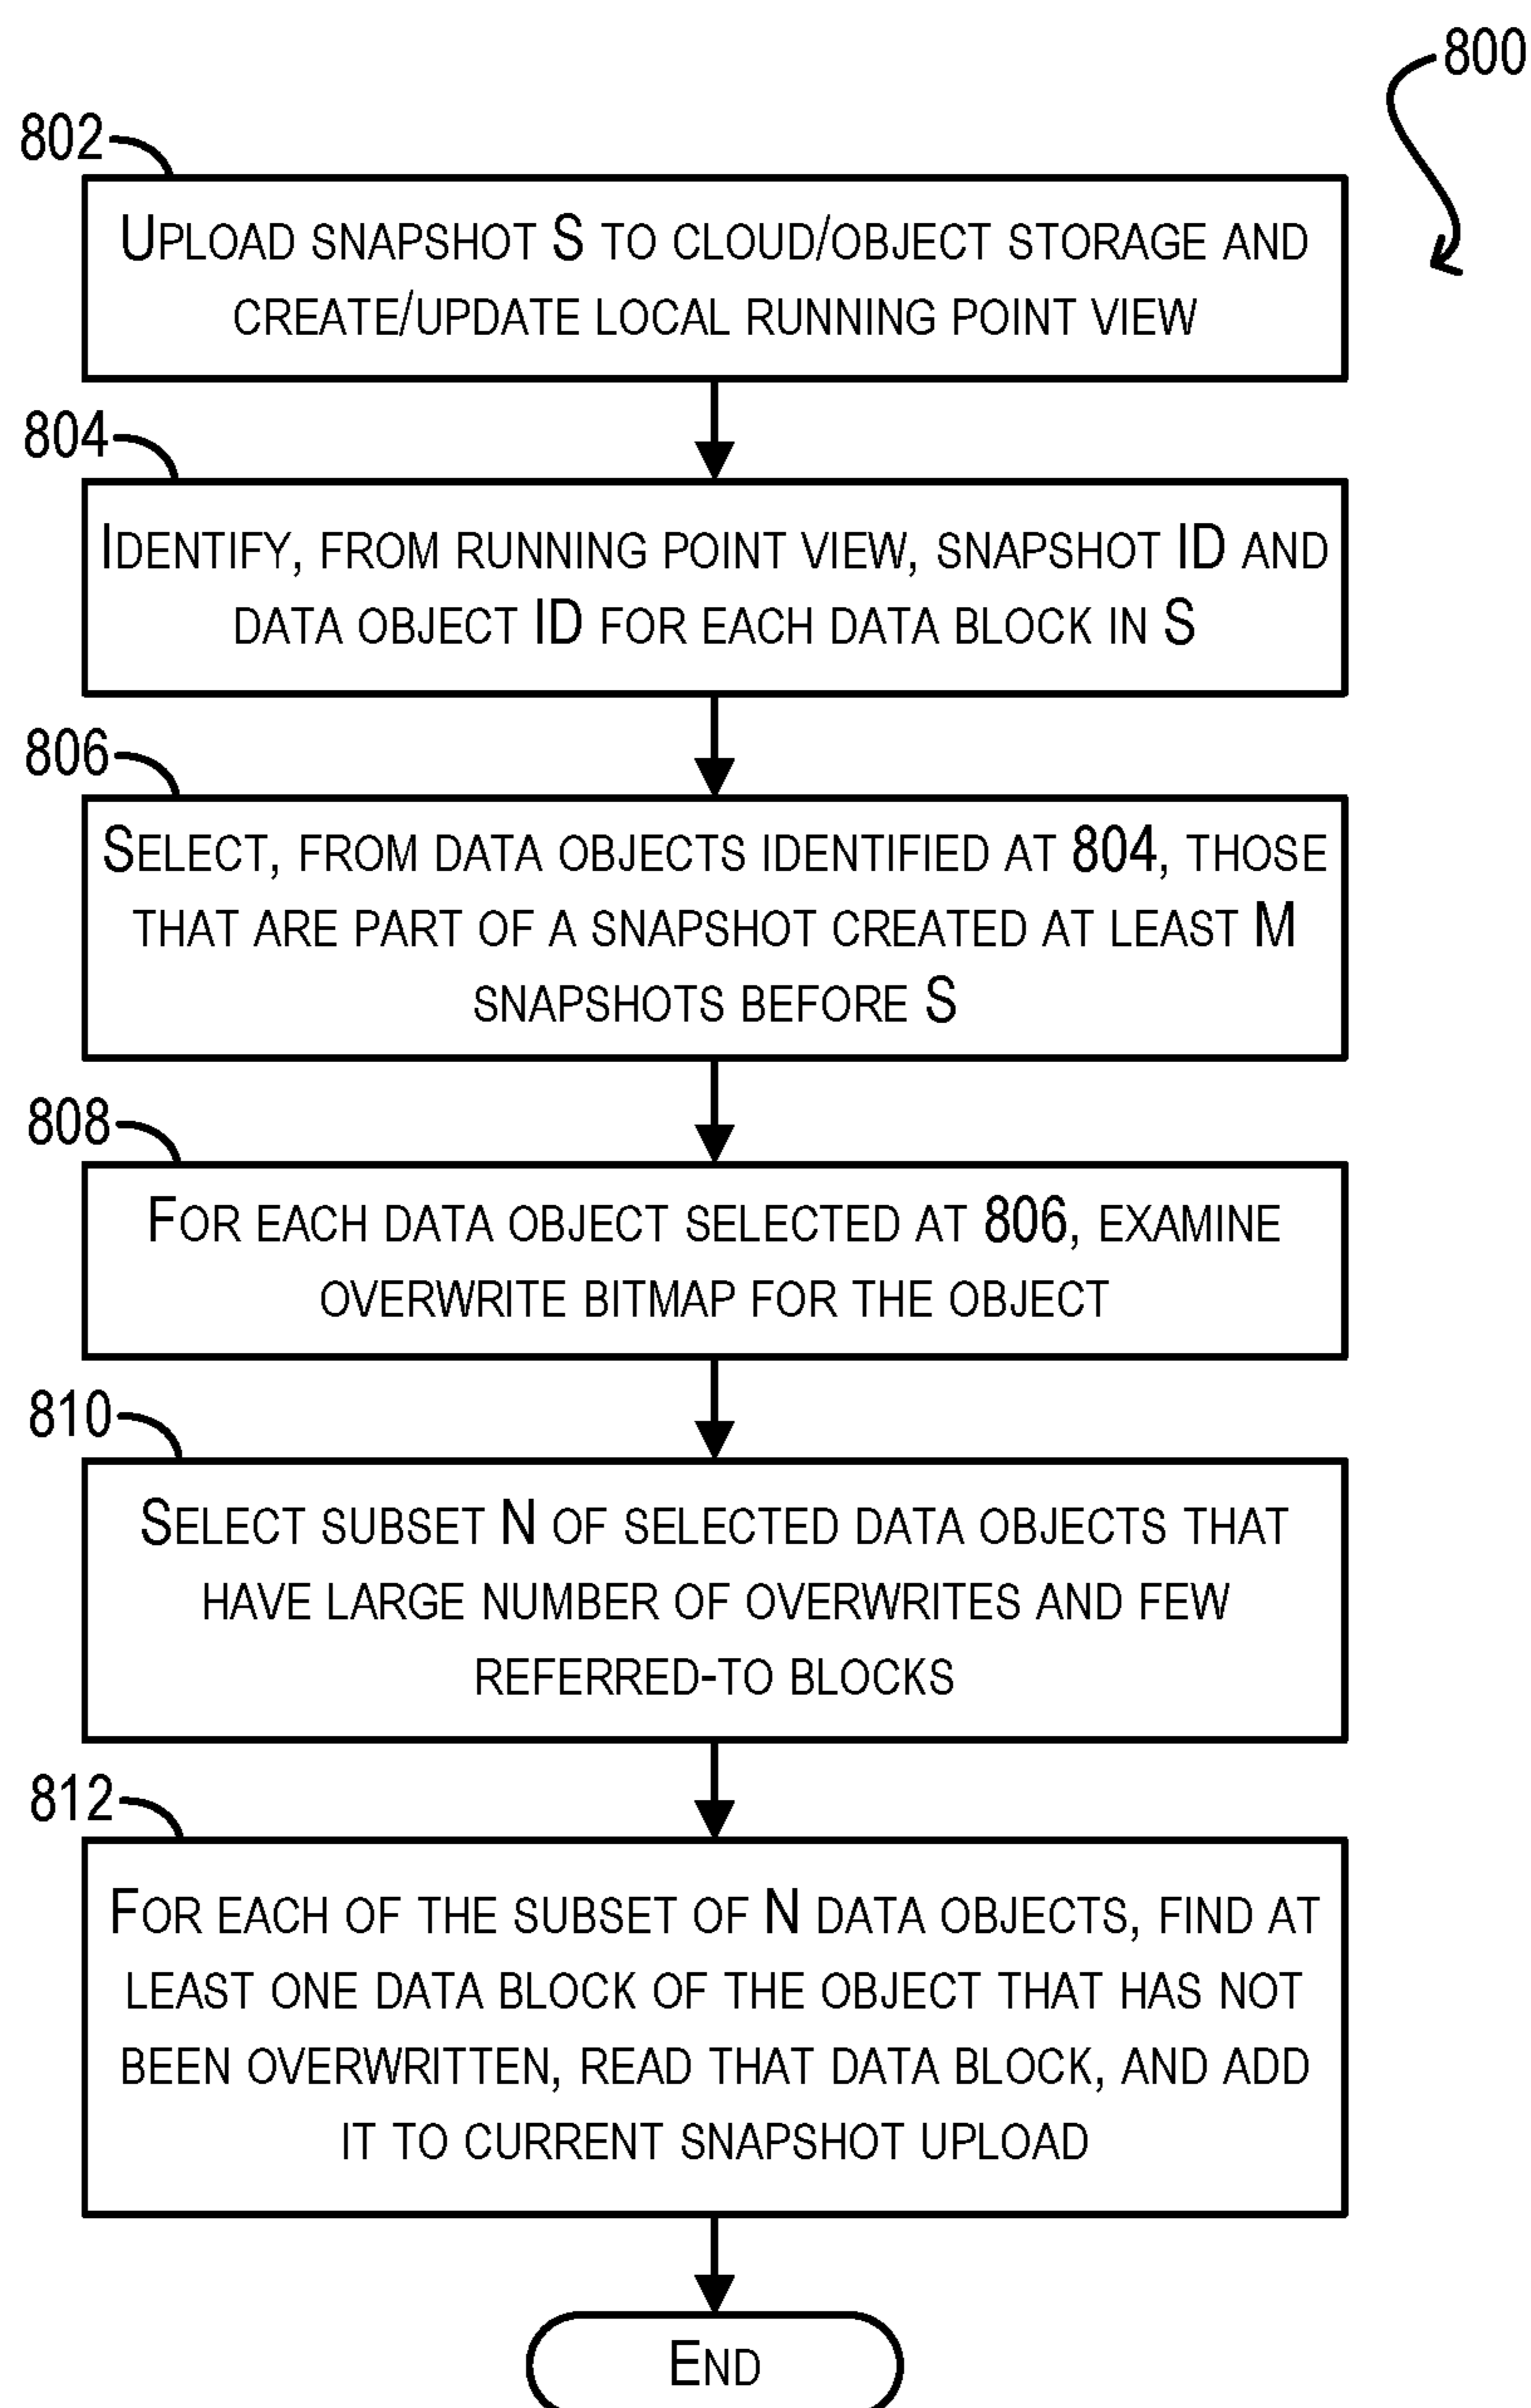 800
802
Upload snapshot S to cloud/object storage and
create/update local running point view
804
Identify, from running point view, snapshot ID and
data object ID for each data block in S
806
Select, from data objects identified at 804, those
that are part of a snapshot created at least M
snapshots before S
808
For each data object selected at 806, examine
overwrite bitmap for the object
810
Select subset N of selected data objects that
have large number of overwrites and few
referred-to blocks
812
For each of the subset of N data objects, find at
least one data block of the object that has not
been overwritten, read that data block, and add
it to current snapshot upload
End